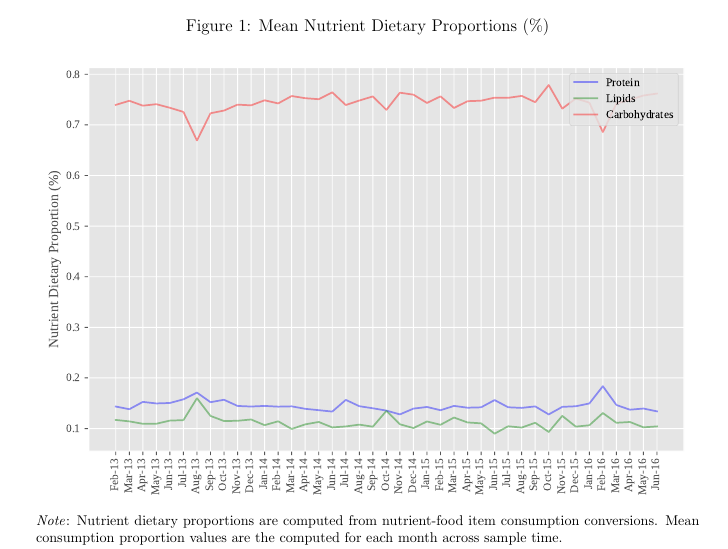 Figure 1: Mean Nutrient Dietary Proportions (%)
Protein
Lipids
Carbohydrates
Nutrient Dietary Proportion (%)
0.8
0.7
0.6
0.5
0.4
0.3
0.2
0.1
Feb-13
Mar-13
Apr-13
May-13
Jun-13
Jul-13
Aug-13
Sep-13
Oct-13
Nov-13
Dec-13
Jan-14
Feb-14
Mar-14
Apr-14
May-14
Jun-14
Jul-14
Aug-14
Sep-14
Oct-14
Nov-14
Dec-14
Jan-15
Feb-15
Mar-15
Apr-15
May-15
Jun-15
Jul-15
Aug-15
Sep-15
Oct-15
Nov-15
Dec-15
Jan-16
Feb-16
Mar-16
Apr-16
May-16
Jun-16
Note: Nutrient dietary proportions are computed from nutrient-food item consumption conversions. Mean
consumption proportion values are the computed for each month across sample time.